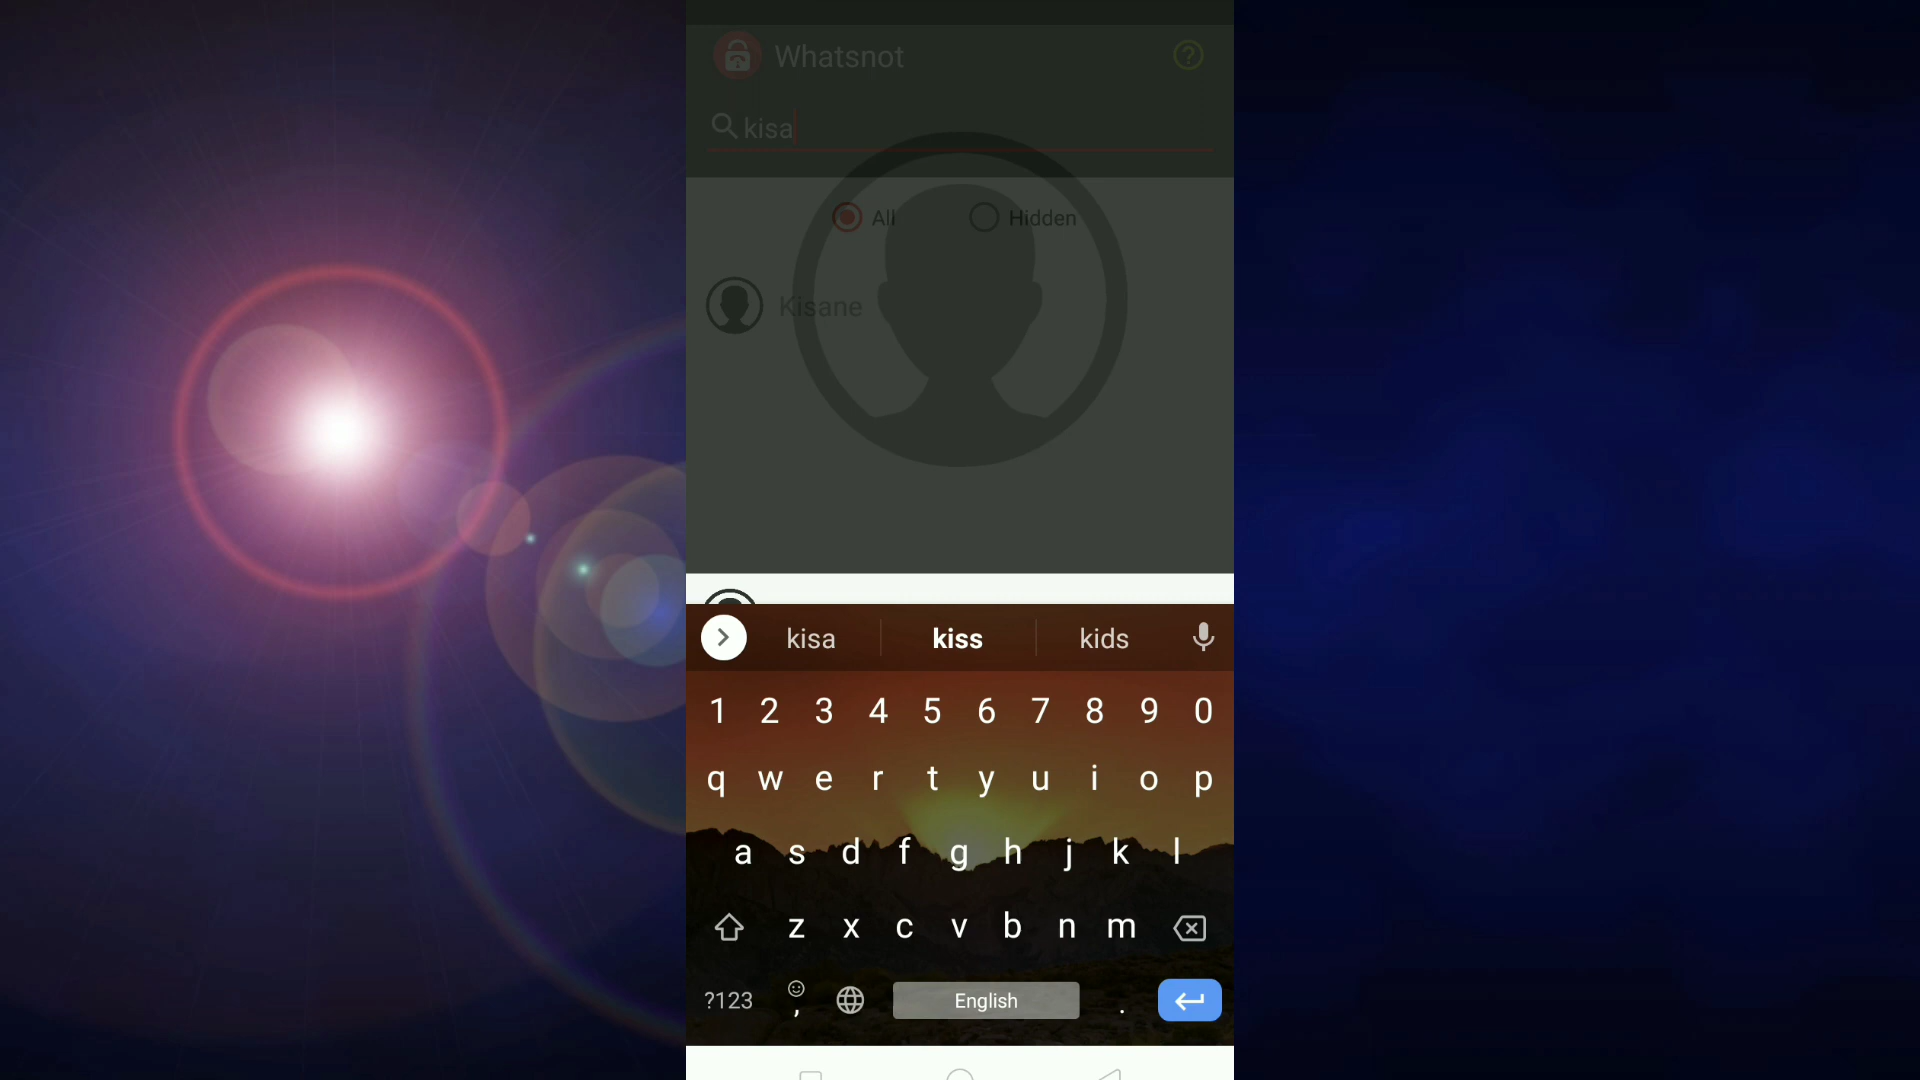 Whatsnot
kisa
All Hidden
Kisane
kisa kiss kids
1 2 3 4 5 6 7 8 9 0
q w e r t y u i o p
a s d f g h j k l
z x c v b n m
?123 , English .